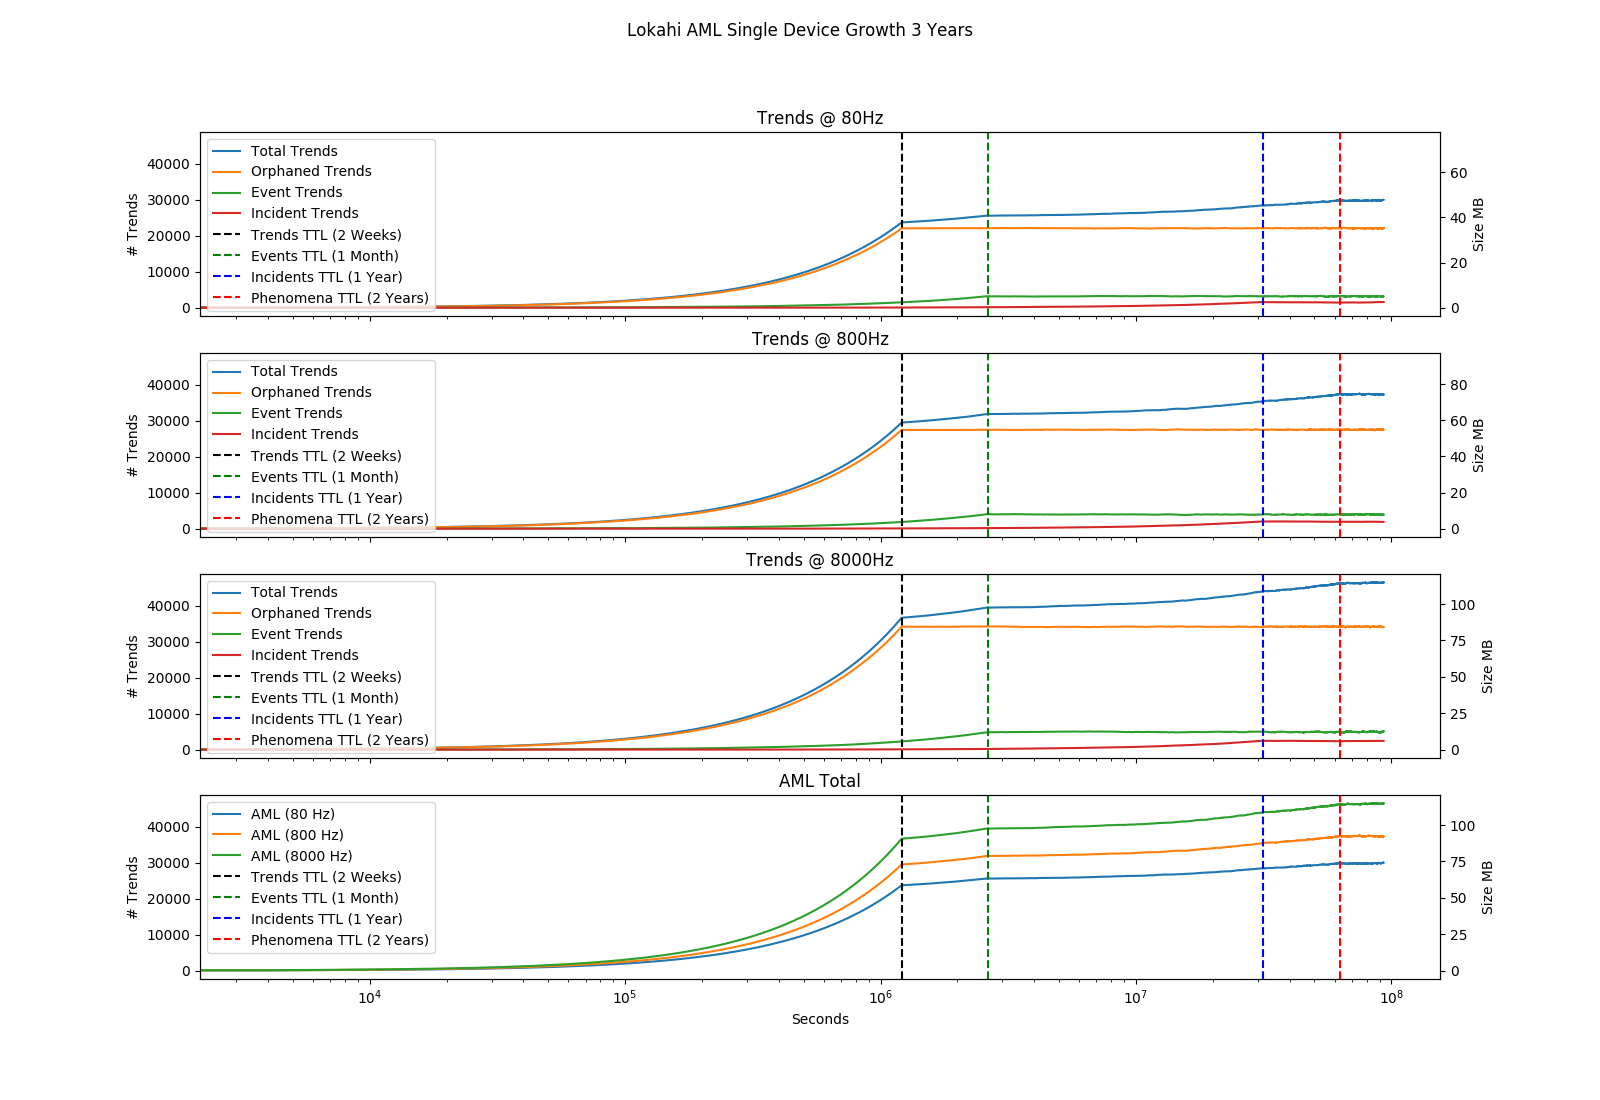 Lokahi AML Single Device Growth 3 Years
Trends @ 80Hz
Total Trends
Orphaned Trends
Event Trends
Incident Trends
Trends TTL (2 Weeks)
Events TTL (1 Month)
Incidents TTL (1 Year)
Phenomena TTL (2 Years)
# Trends
40000
30000
20000
10000
0
Size MB
60
40
20
0
Trends @ 800Hz
Total Trends
Orphaned Trends
Event Trends
Incident Trends
Trends TTL (2 Weeks)
Events TTL (1 Month)
Incidents TTL (1 Year)
Phenomena TTL (2 Years)
# Trends
40000
30000
20000
10000
0
Size MB
80
60
40
20
0
Trends @ 8000Hz
Total Trends
Orphaned Trends
Event Trends
Incident Trends
Trends TTL (2 Weeks)
Events TTL (1 Month)
Incidents TTL (1 Year)
Phenomena TTL (2 Years)
# Trends
40000
30000
20000
10000
0
Size MB
100
75
50
25
0
AML Total
AML (80 Hz)
AML (800 Hz)
AML (8000 Hz)
Trends TTL (2 Weeks)
Events TTL (1 Month)
Incidents TTL (1 Year)
Phenomena TTL (2 Years)
# Trends
40000
30000
20000
10000
0
Size MB
100
75
50
25
0
10⁴ 10⁵ 10⁶ 10⁷ 10⁸
Seconds